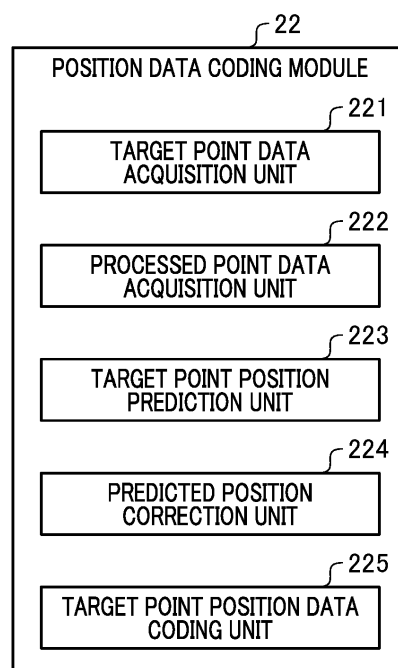 22
POSITION DATA CODING MODULE
221
TARGET POINT DATA
ACQUISITION UNIT
222
PROCESSED POINT DATA
ACQUISITION UNIT
223
TARGET POINT POSITION
PREDICTION UNIT
224
PREDICTED POSITION
CORRECTION UNIT
225
TARGET POINT POSITION DATA
CODING UNIT